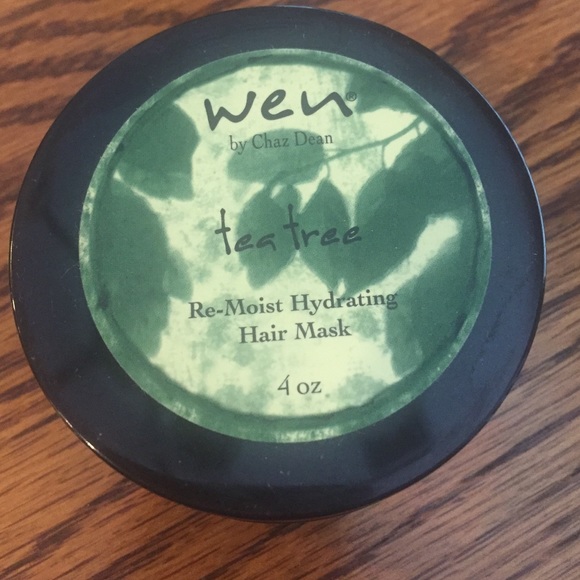 wen®
by Chaz Dean
tea tree
Re-Moist Hydrating
Hair Mask
4 oz